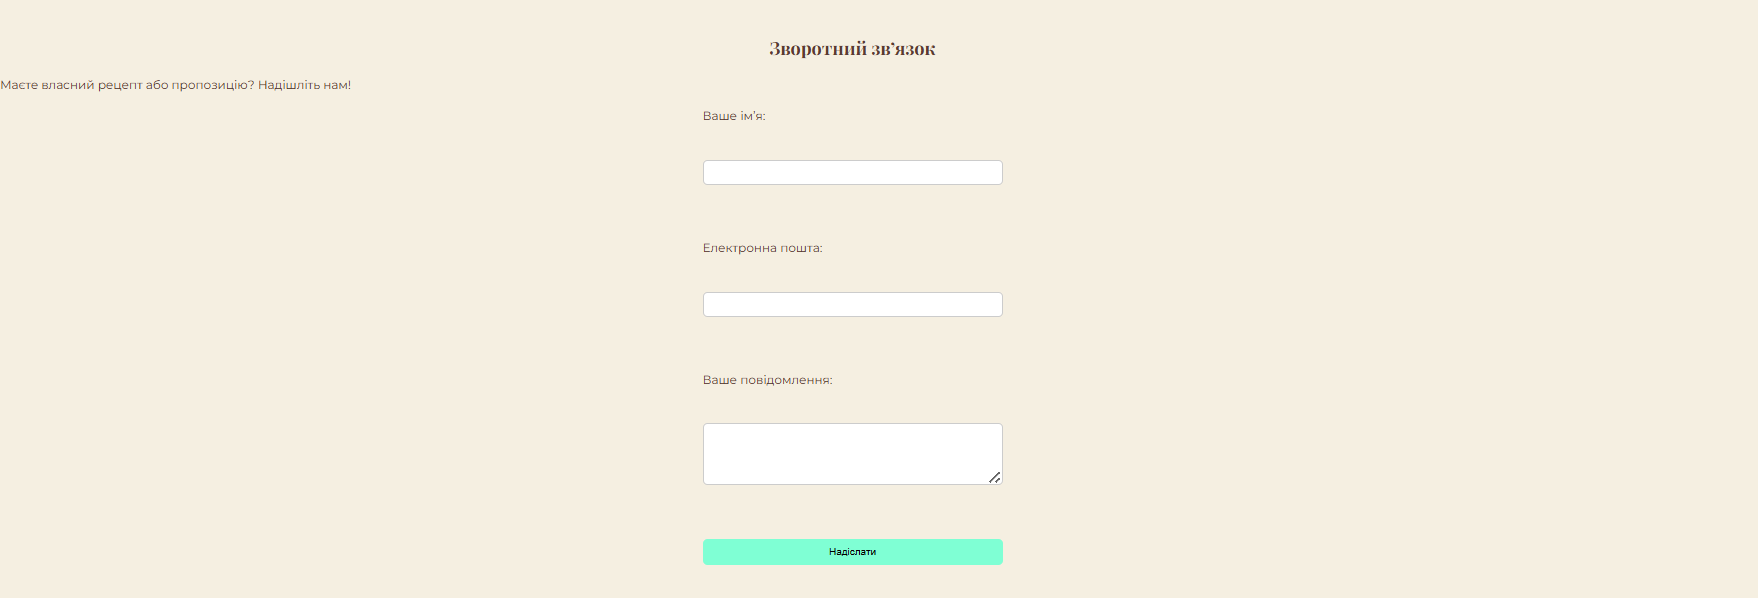 Зворотний зв’язок
Маєте власний рецепт або пропозицію? Надішліть нам!
Ваше ім’я:
Електронна пошта:
Ваше повідомлення:
Надіслати